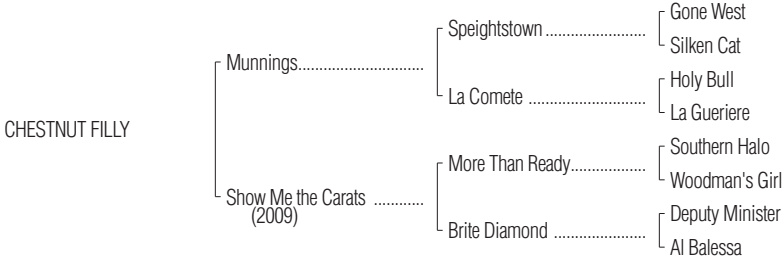 Gone West
Speightstown ........................
Silken Cat
Munnings..............................
Holy Bull
La Comete ............................
La Gueriere
CHESTNUT FILLY
Southern Halo
More Than Ready..................
Woodman's Girl
Show Me the Carats ............
(2009)
Deputy Minister
Brite Diamond ......................
Al Balessa